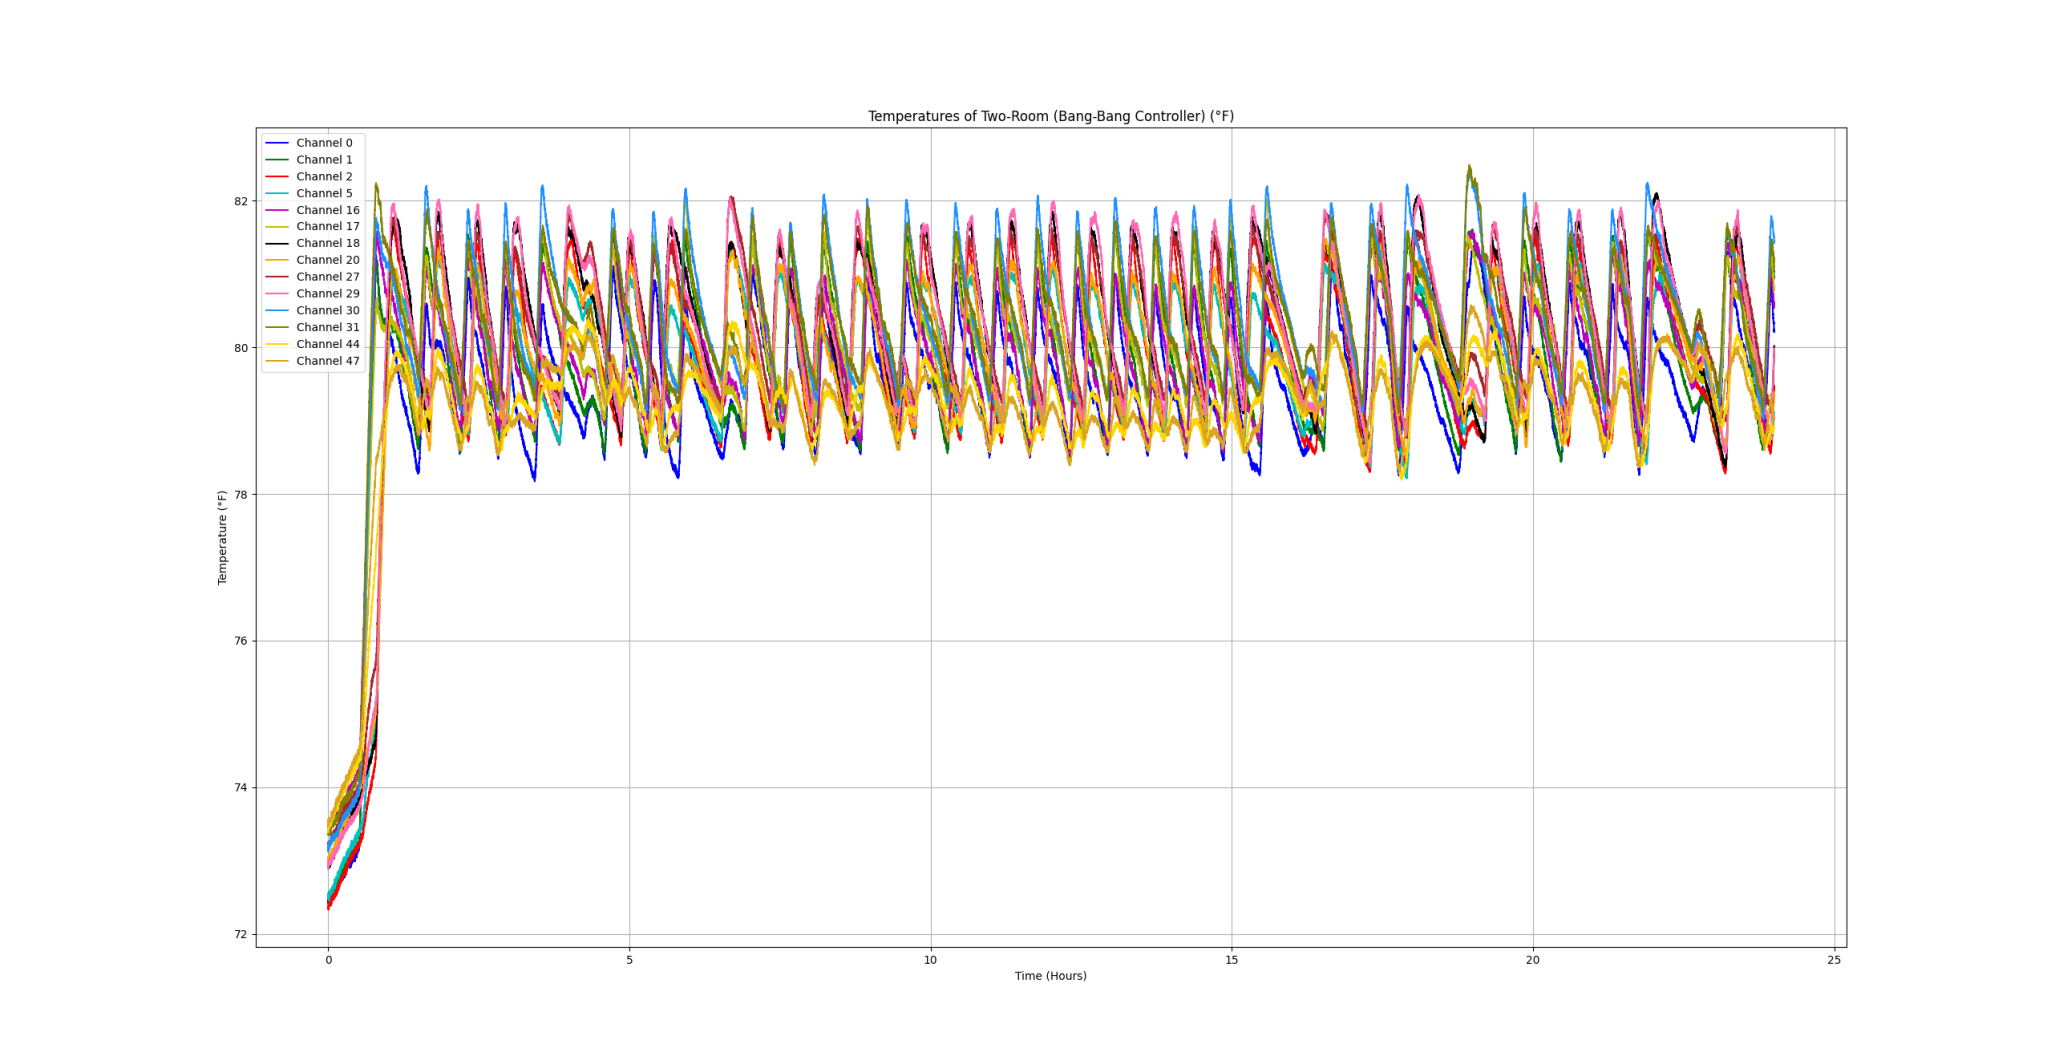 Temperatures of Two-Room (Bang-Bang Controller) (°F)
Channel 0
Channel 1
Channel 2
Channel 5
Channel 16
Channel 17
Channel 18
Channel 20
Channel 27
Channel 29
Channel 30
Channel 31
Channel 44
Channel 47
82
80
78
76
74
72
Temperature (°F)
0 5 10 15 20 25
Time (Hours)